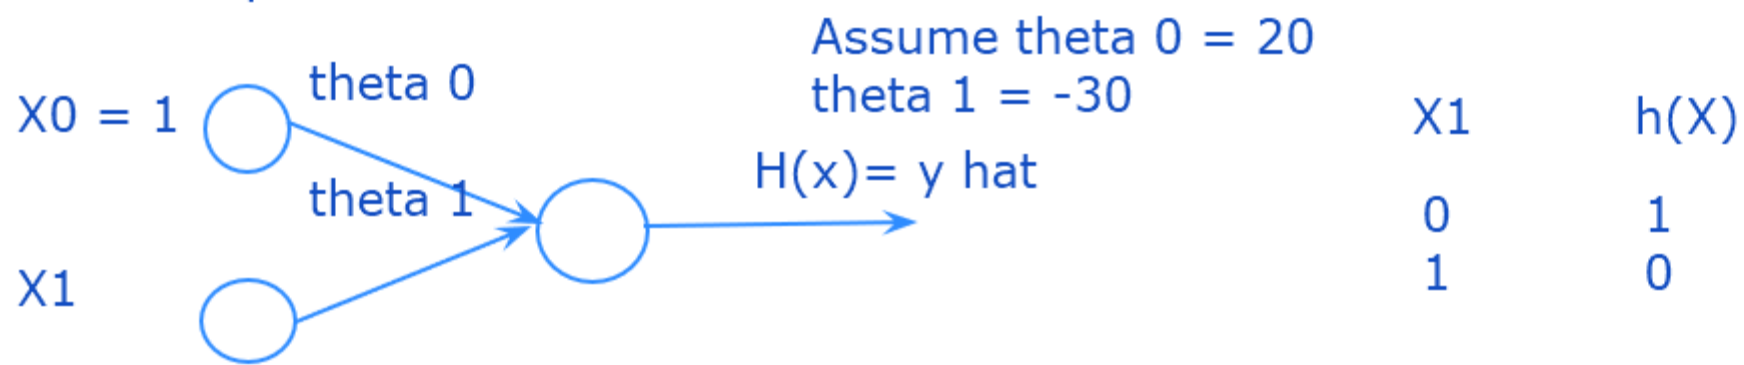 Assume theta 0 = 20
theta 1 = -30
theta 0
X0 = 1
theta 1
X1
H(x)= y hat
X1 h(X)
0 1
1 0